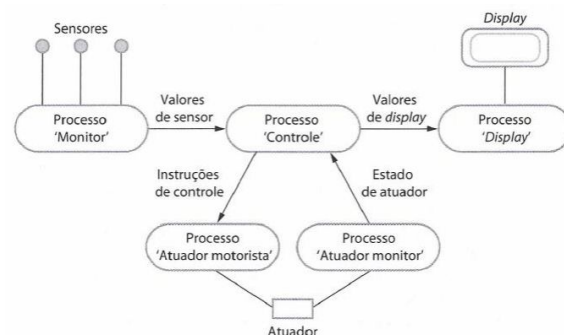 Sensores
Display
Processo
'Monitor'
Valores
de sensor
Processo
'Controle'
Valores
de display
Processo
'Display'
Instruções
de controle
Estado
de atuador
Processo
'Atuador motorista'
Processo
'Atuador monitor'
Atuador